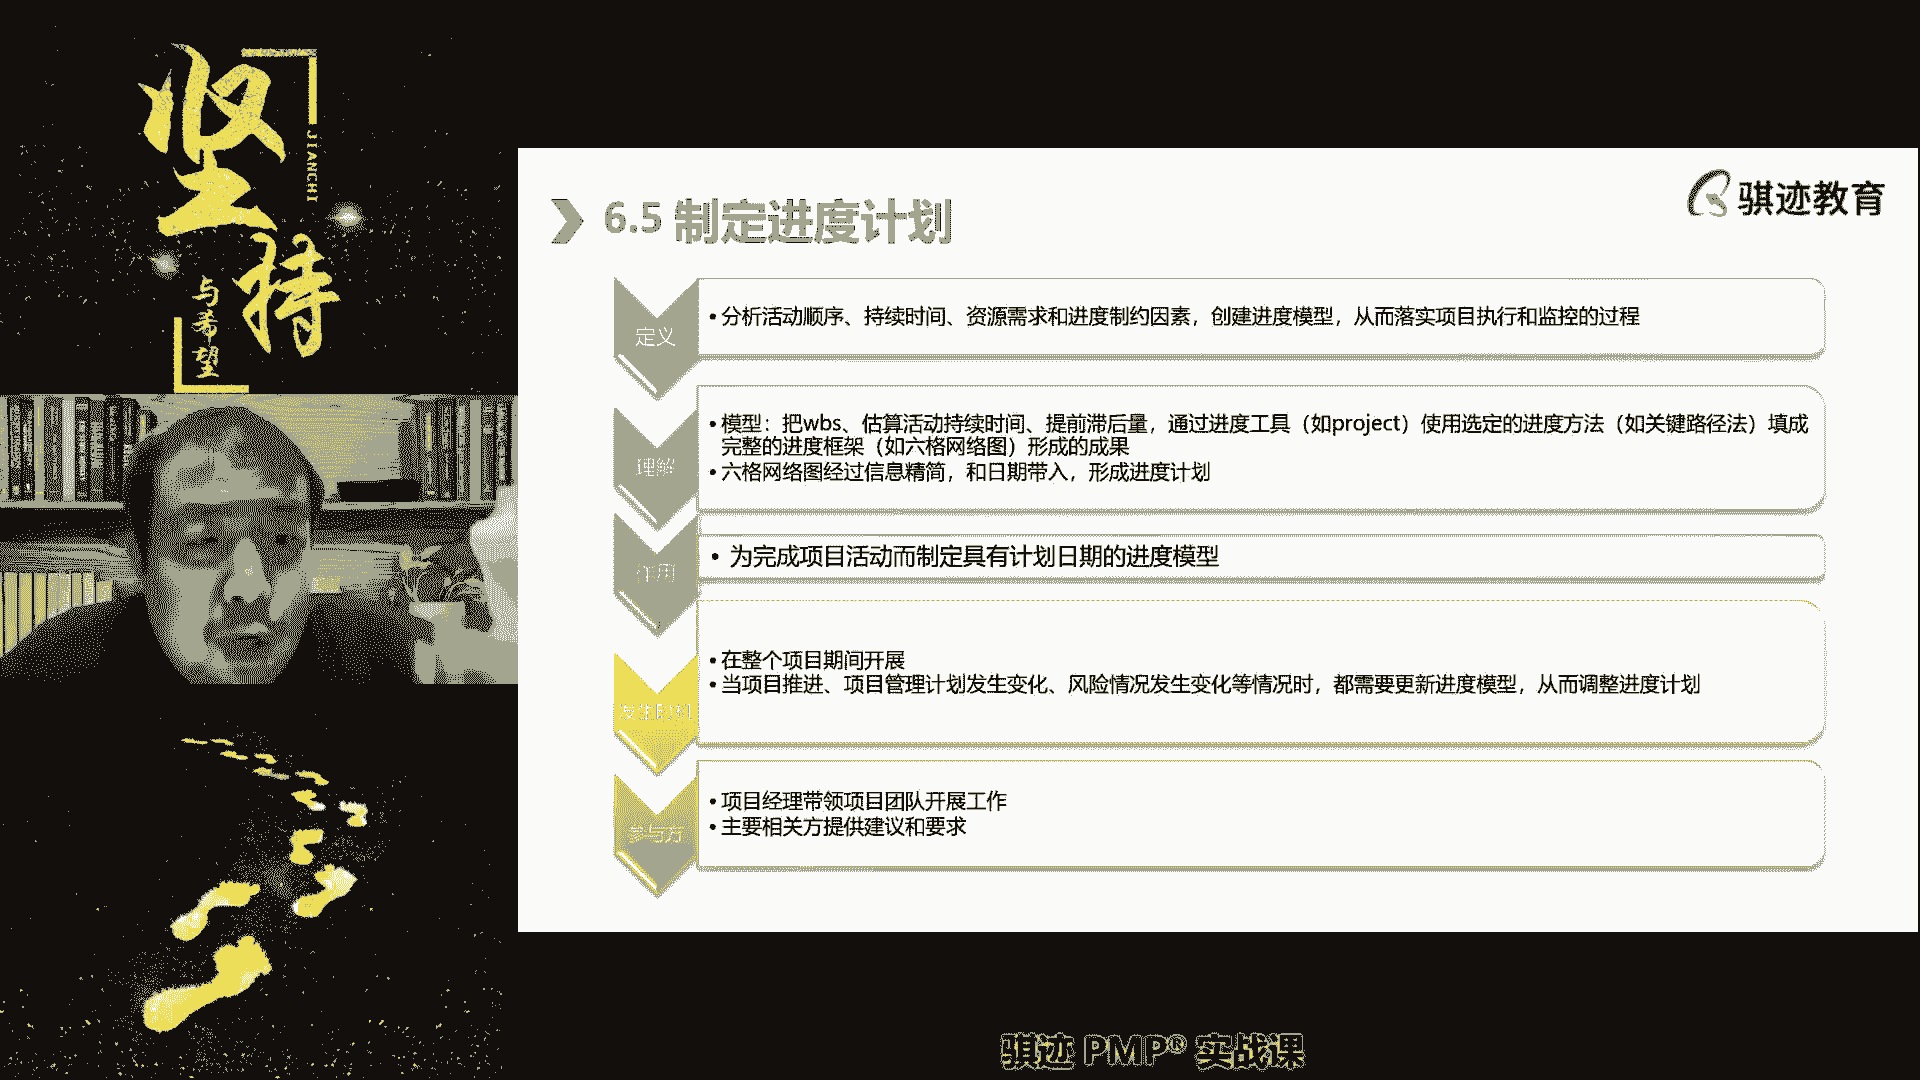 坚持
JIANCHI
与希望
骐迹教育
6.5 制定进度计划
定义
•分析活动顺序、持续时间、资源需求和进度制约因素，创建进度模型，从而落实项目执行和监控的过程
理解
•模型：把wbs、估算活动持续时间、提前滞后量，通过进度工具（如project）使用选定的进度方法（如关键路径法）填成
完整的进度框架（如六格网络图）形成的成果
•六格网络图经过信息精简，和日期带入，形成进度计划
作用
• 为完成项目活动而制定具有计划日期的进度模型
发生时机
•在整个项目期间开展
•当项目推进、项目管理计划发生变化、风险情况发生变化等情况时，都需要更新进度模型，从而调整进度计划
参与方
•项目经理带领项目团队开展工作
•主要相关方提供建议和要求
骐迹 PMP® 实战课